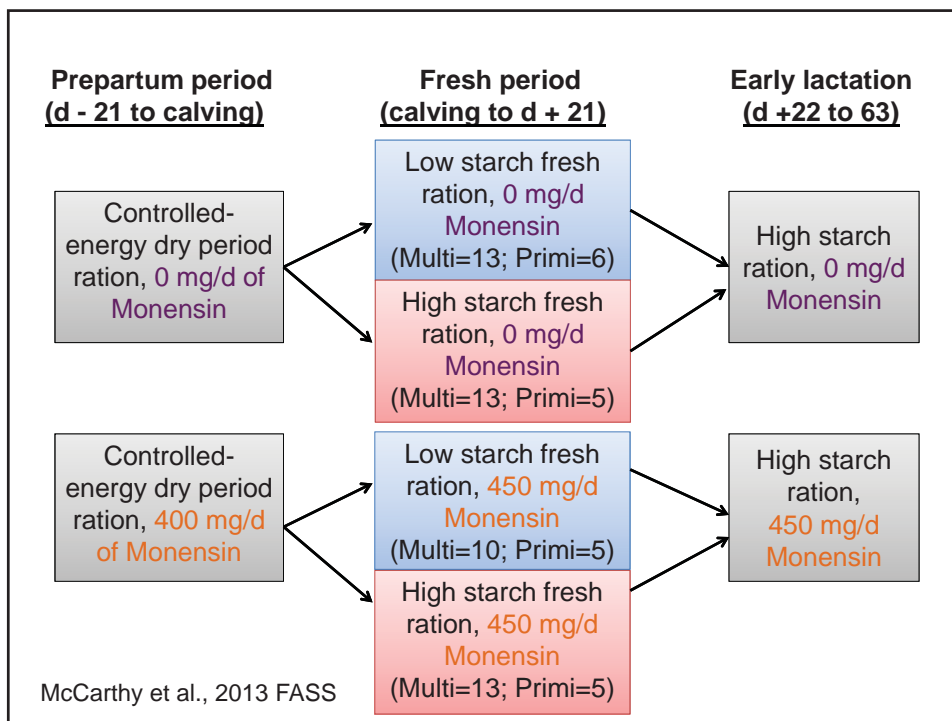 Prepartum period
(d - 21 to calving)
Fresh period
(calving to d + 21)
Early lactation
(d +22 to 63)
Controlled-
energy dry period
ration, 0 mg/d of
Monensin
Low starch fresh
ration, 0 mg/d
Monensin
(Multi=13; Primi=6)
High starch fresh
ration, 0 mg/d
Monensin
(Multi=13; Primi=5)
High starch
ration, 0 mg/d
Monensin
Controlled-
energy dry period
ration, 400 mg/d
of Monensin
Low starch fresh
ration, 450 mg/d
Monensin
(Multi=10; Primi=5)
High starch fresh
ration, 450 mg/d
Monensin
(Multi=13; Primi=5)
High starch
ration,
450 mg/d
Monensin
McCarthy et al., 2013 FASS